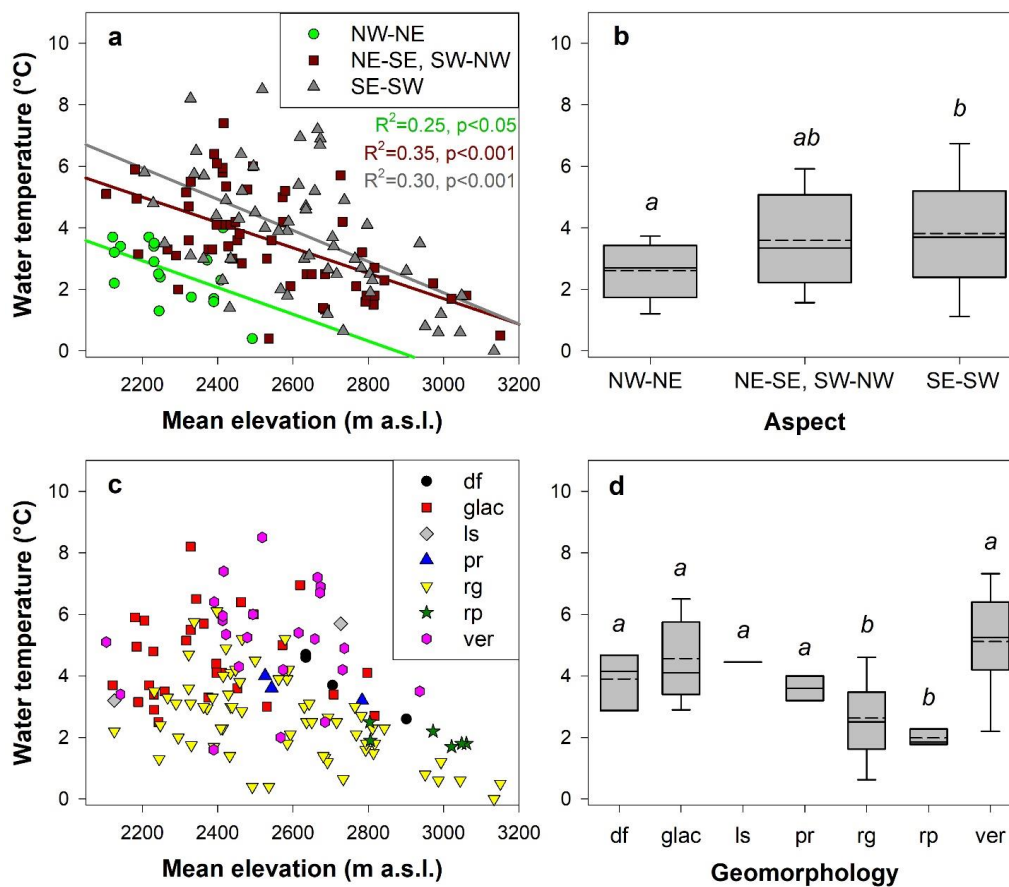 a
NW-NE
NE-SE, SW-NW
SE-SW
R²=0.25, p<0.05
R²=0.35, p<0.001
R²=0.30, p<0.001
Water temperature (°C)
10
8
6
4
2
0
2200 2400 2600 2800 3000 3200
Mean elevation (m a.s.l.)
b
a ab b
10
8
6
4
2
0
NW-NE NE-SE, SW-NW SE-SW
Aspect
c
df
glac
ls
pr
rg
rp
ver
Water temperature (°C)
10
8
6
4
2
0
2200 2400 2600 2800 3000 3200
Mean elevation (m a.s.l.)
d
a a a a b b a
10
8
6
4
2
0
df glac ls pr rg rp ver
Geomorphology